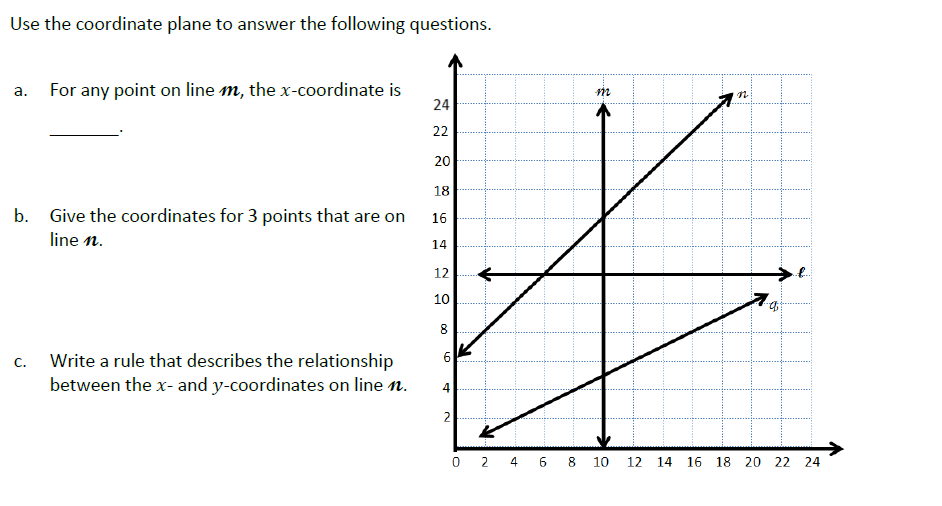 Use the coordinate plane to answer the following questions.
a. For any point on line m, the x-coordinate is
________.
b. Give the coordinates for 3 points that are on
line n.
c. Write a rule that describes the relationship
between the x- and y-coordinates on line n.
m
n
24
22
20
18
16
14
12
ℓ
10
q
8
6
4
2
0 2 4 6 8 10 12 14 16 18 20 22 24